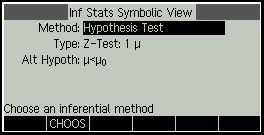 Inf Stats Symbolic View
Method: Hypothesis Test
Type: Z-Test: 1 μ
Alt Hypoth: μ<μ₀
Choose an inferential method
CHOOS